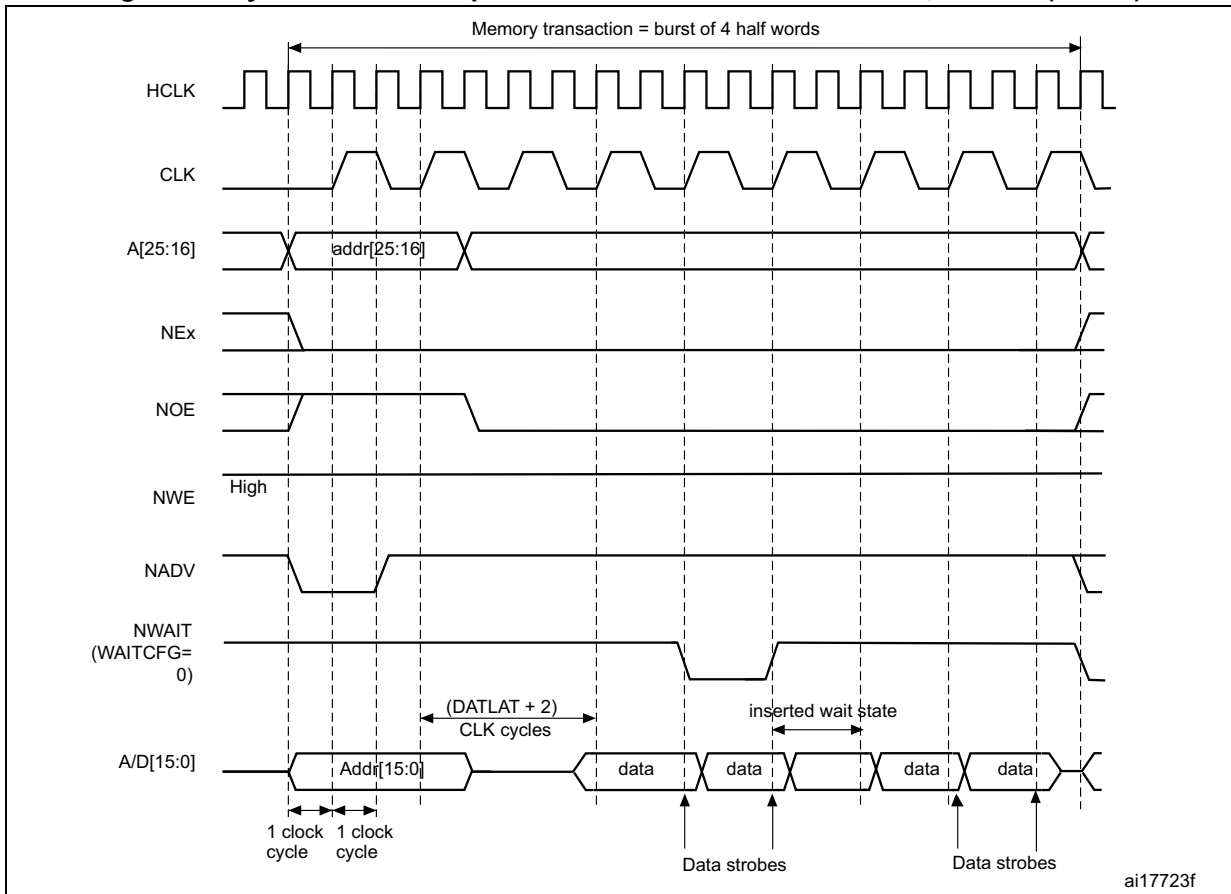 Memory transaction = burst of 4 half words
HCLK
CLK
A[25:16]
addr[25:16]
NEx
NOE
NWE
High
NADV
NWAIT
(WAITCFG=
0)
(DATLAT + 2)
CLK cycles
inserted wait state
A/D[15:0]
Addr[15:0]
data
data
data
data
1 clock
cycle
1 clock
cycle
Data strobes
Data strobes
ai17723f